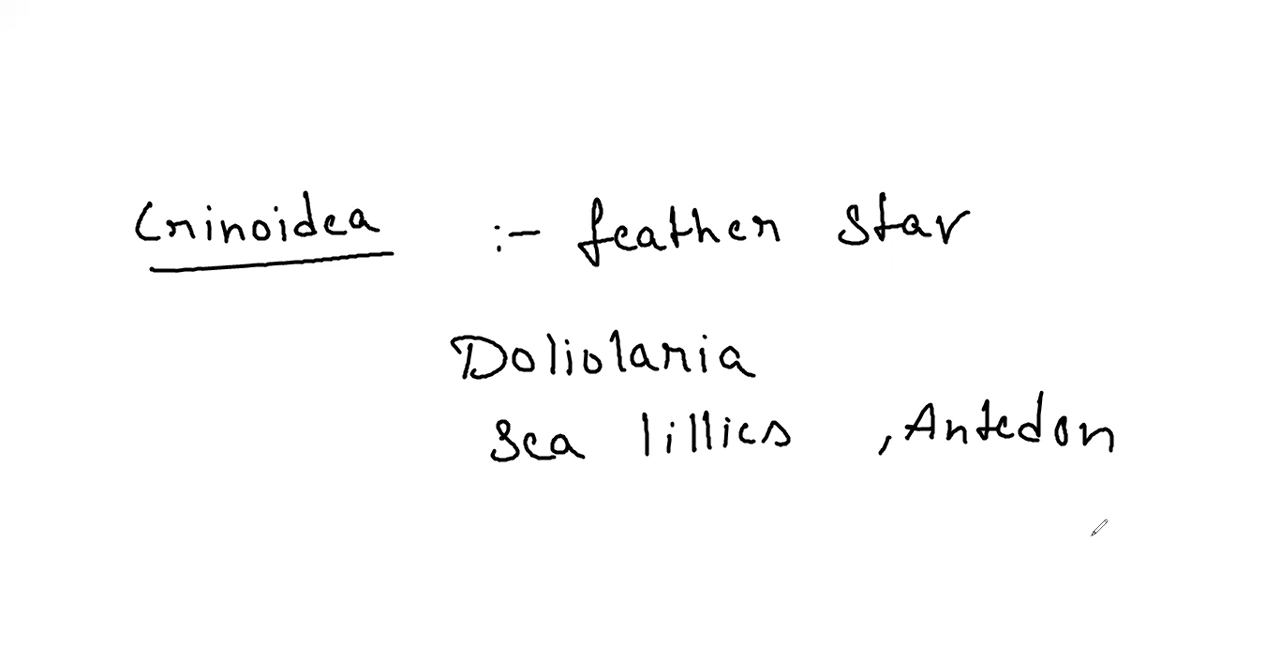 Crinoidea :- feather star
Doliolaria
sea lillies , Antedon